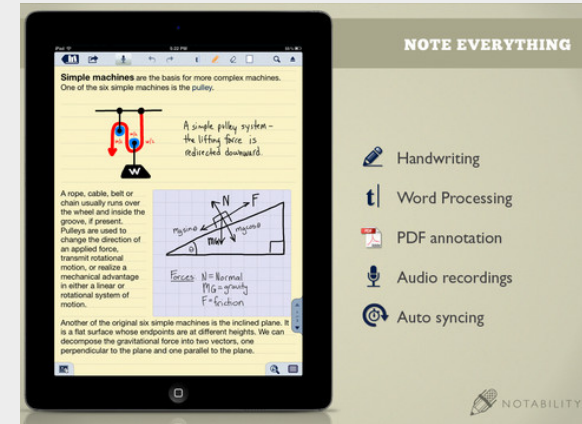 NOTE EVERYTHING
iPad
5:22 PM
Simple machines are the basis for more complex machines.
One of the six simple machines is the pulley.
A simple pulley system -
the lifting force is
redirected downward.
W
A rope, cable, belt or
chain usually runs over
the wheel and inside the
groove, if present.
Pulleys are used to
change the direction of
an applied force,
transmit rotational
motion, or realize a
mechanical advantage
in either a linear or
rotational system of
motion.
N
F
mgsinθ
mgcosθ
θ
Forces N = Normal
MG = gravity
F = friction
Another of the original six simple machines is the inclined plane. It
is a flat surface whose endpoints are at different heights. We can
decompose the gravitational force into two vectors, one
perpendicular to the plane and one parallel to the plane.
Handwriting
t| Word Processing
PDF annotation
Audio recordings
Auto syncing
NOTABILITY